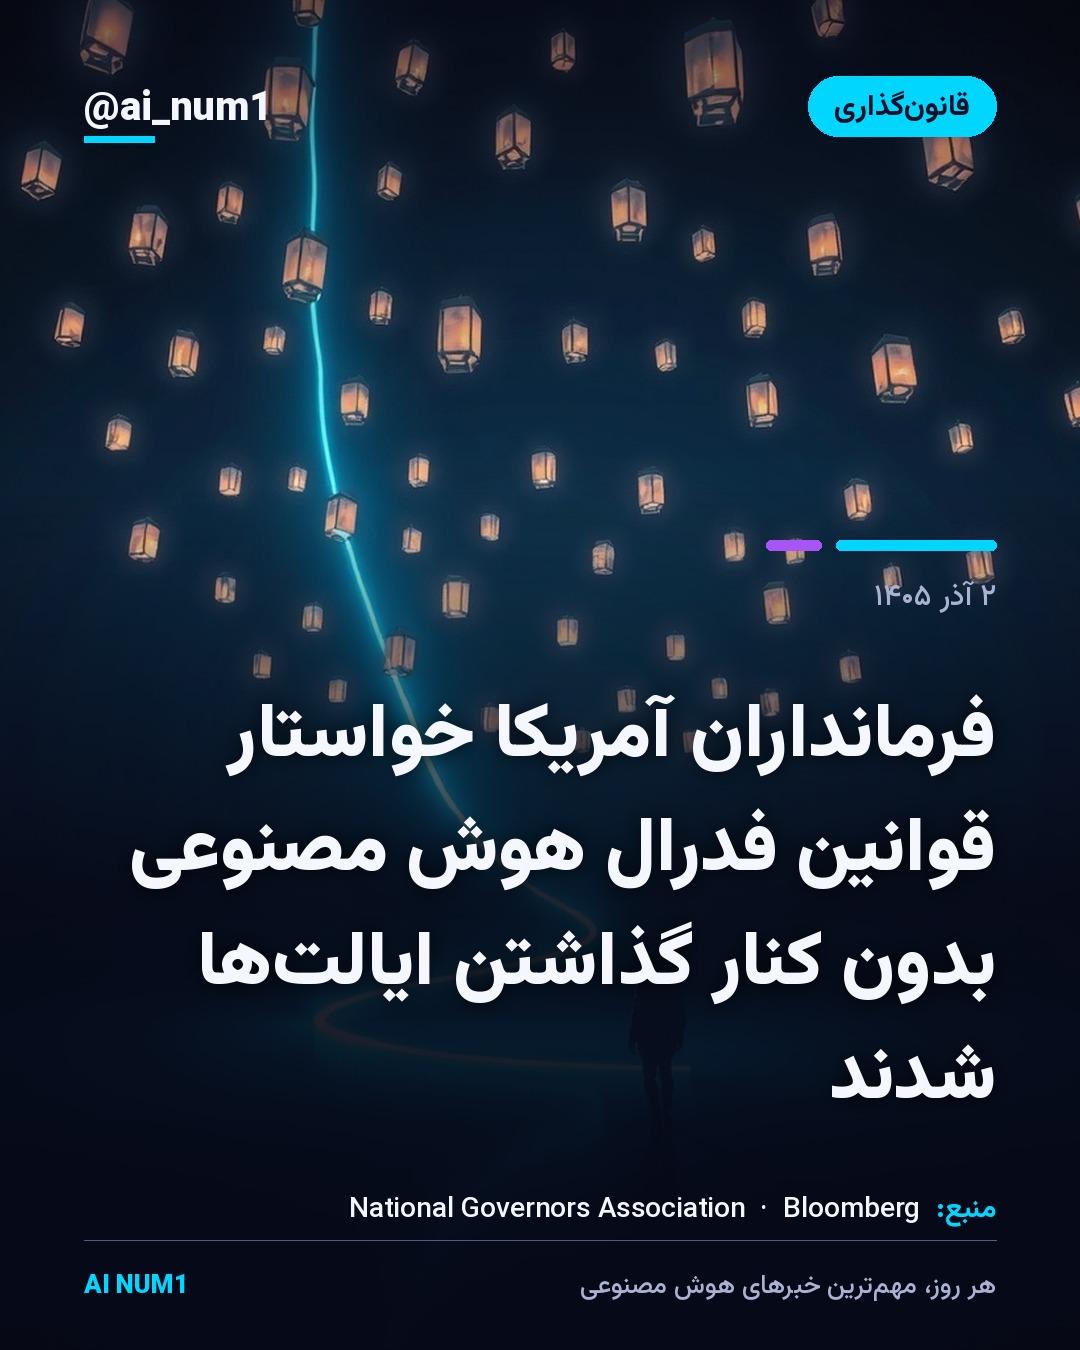 @ai_num1
قانون‌گذاری
۲ آذر ۱۴۰۵
فرمانداران آمریکا خواستار
قوانین فدرال هوش مصنوعی
بدون کنار گذاشتن ایالت‌ها
شدند
منبع: National Governors Association · Bloomberg
AI NUM1
هر روز، مهم‌ترین خبرهای هوش مصنوعی